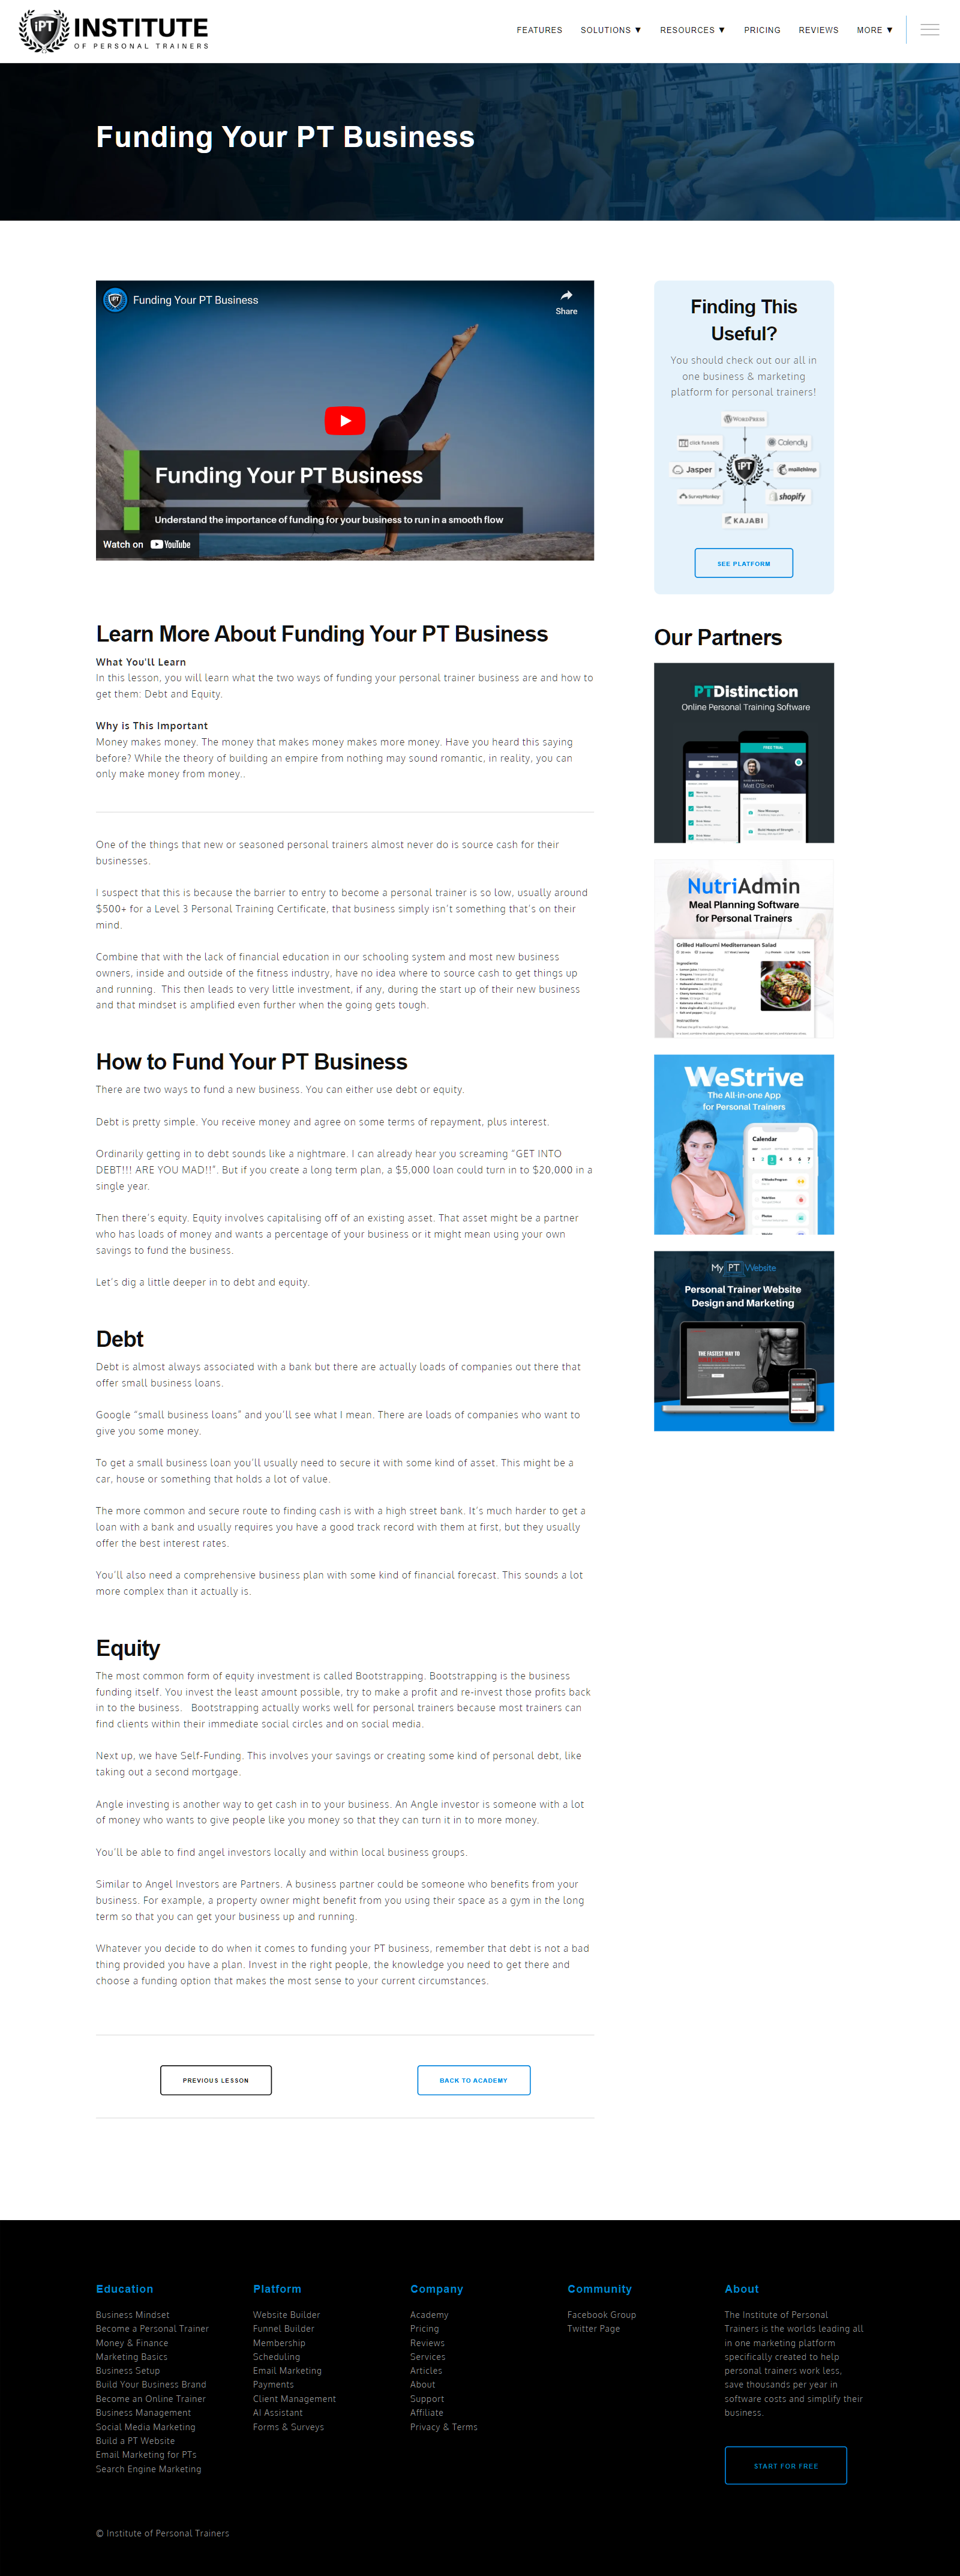 iPT INSTITUTE
OF PERSONAL TRAINERS
FEATURES SOLUTIONS ▼ RESOURCES ▼ PRICING REVIEWS MORE ▼
Funding Your PT Business
Funding Your PT Business
Share
Funding Your PT Business
Understand the importance of funding for your business to run in a smooth flow
Watch on YouTube
Learn More About Funding Your PT Business
What You'll Learn
In this lesson, you will learn what the two ways of funding your personal trainer business are and how to
get them: Debt and Equity.
Why is This Important
Money makes money. The money that makes money makes more money. Have you heard this saying
before? While the theory of building an empire from nothing may sound romantic, in reality, you can
only make money from money..
One of the things that new or seasoned personal trainers almost never do is source cash for their
businesses.
I suspect that this is because the barrier to entry to become a personal trainer is so low, usually around
$500+ for a Level 3 Personal Training Certificate, that business simply isn't something that's on their
mind.
Combine that with the lack of financial education in our schooling system and most new business
owners, inside and outside of the fitness industry, have no idea where to source cash to get things up
and running.  This then leads to very little investment, if any, during the start up of their new business
and that mindset is amplified even further when the going gets tough.
How to Fund Your PT Business
There are two ways to fund a new business. You can either use debt or equity.
Debt is pretty simple. You receive money and agree on some terms of repayment, plus interest.
Ordinarily getting in to debt sounds like a nightmare. I can already hear you screaming “GET INTO
DEBT!!! ARE YOU MAD!!”. But if you create a long term plan, a $5,000 loan could turn in to $20,000 in a
single year.
Then there's equity. Equity involves capitalising off of an existing asset. That asset might be a partner
who has loads of money and wants a percentage of your business or it might mean using your own
savings to fund the business.
Let's dig a little deeper in to debt and equity.
Debt
Debt is almost always associated with a bank but there are actually loads of companies out there that
offer small business loans.
Google “small business loans” and you'll see what I mean. There are loads of companies who want to
give you some money.
To get a small business loan you'll usually need to secure it with some kind of asset. This might be a
car, house or something that holds a lot of value.
The more common and secure route to finding cash is with a high street bank. It's much harder to get a
loan with a bank and usually requires you have a good track record with them at first, but they usually
offer the best interest rates.
You'll also need a comprehensive business plan with some kind of financial forecast. This sounds a lot
more complex than it actually is.
Equity
The most common form of equity investment is called Bootstrapping. Bootstrapping is the business
funding itself. You invest the least amount possible, try to make a profit and re-invest those profits back
in to the business.   Bootstrapping actually works well for personal trainers because most trainers can
find clients within their immediate social circles and on social media.
Next up, we have Self-Funding. This involves your savings or creating some kind of personal debt, like
taking out a second mortgage.
Angle investing is another way to get cash in to your business. An Angle investor is someone with a lot
of money who wants to give people like you money so that they can turn it in to more money.
You'll be able to find angel investors locally and within local business groups.
Similar to Angel Investors are Partners. A business partner could be someone who benefits from your
business. For example, a property owner might benefit from you using their space as a gym in the long
term so that you can get your business up and running.
Whatever you decide to do when it comes to funding your PT business, remember that debt is not a bad
thing provided you have a plan. Invest in the right people, the knowledge you need to get there and
choose a funding option that makes the most sense to your current circumstances.
PREVIOUS LESSON
BACK TO ACADEMY
Finding This
Useful?
You should check out our all in
one business & marketing
platform for personal trainers!
WORDPRESS
click funnels
Calendly
Jasper
iPT
mailchimp
SurveyMonkey
shopify
KAJABI
SEE PLATFORM
Our Partners
PTDistinction
Online Personal Training Software
FREE TRIAL
Matt O'Brien
NutriAdmin
Meal Planning Software
for Personal Trainers
Grilled Halloumi Mediterranean Salad
Ingredients
Instructions
WeStrive
The All-in-one App
for Personal Trainers
Calendar
1 2 3 4 5 6 7
My PT Website
Personal Trainer Website
Design and Marketing
THE FASTEST WAY TO
Education
Business Mindset
Become a Personal Trainer
Money & Finance
Marketing Basics
Business Setup
Build Your Business Brand
Become an Online Trainer
Business Management
Social Media Marketing
Build a PT Website
Email Marketing for PTs
Search Engine Marketing
Platform
Website Builder
Funnel Builder
Membership
Scheduling
Email Marketing
Payments
Client Management
AI Assistant
Forms & Surveys
Company
Academy
Pricing
Reviews
Services
Articles
About
Support
Affiliate
Privacy & Terms
Community
Facebook Group
Twitter Page
About
The Institute of Personal
Trainers is the worlds leading all
in one marketing platform
specifically created to help
personal trainers work less,
save thousands per year in
software costs and simplify their
business.
START FOR FREE
© Institute of Personal Trainers